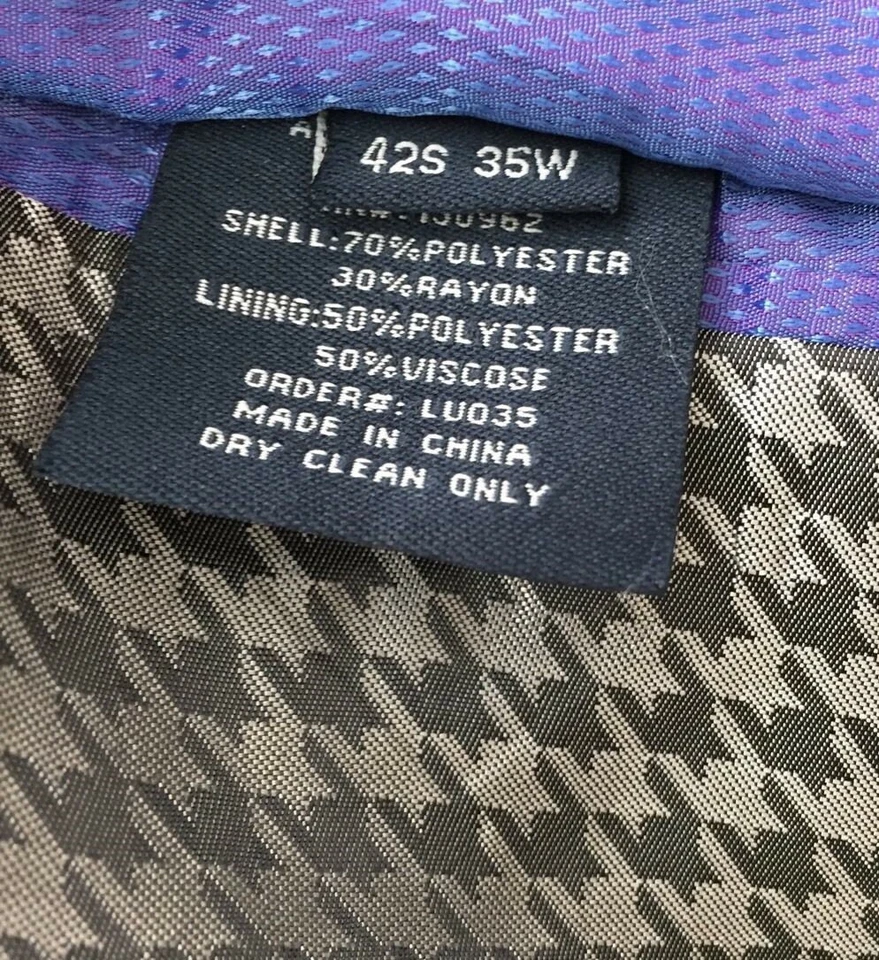 42S 35W
SHELL:70%POLYESTER
30%RAYON
LINING:50%POLYESTER
50%VISCOSE
ORDER#: LU035
MADE IN CHINA
DRY CLEAN ONLY